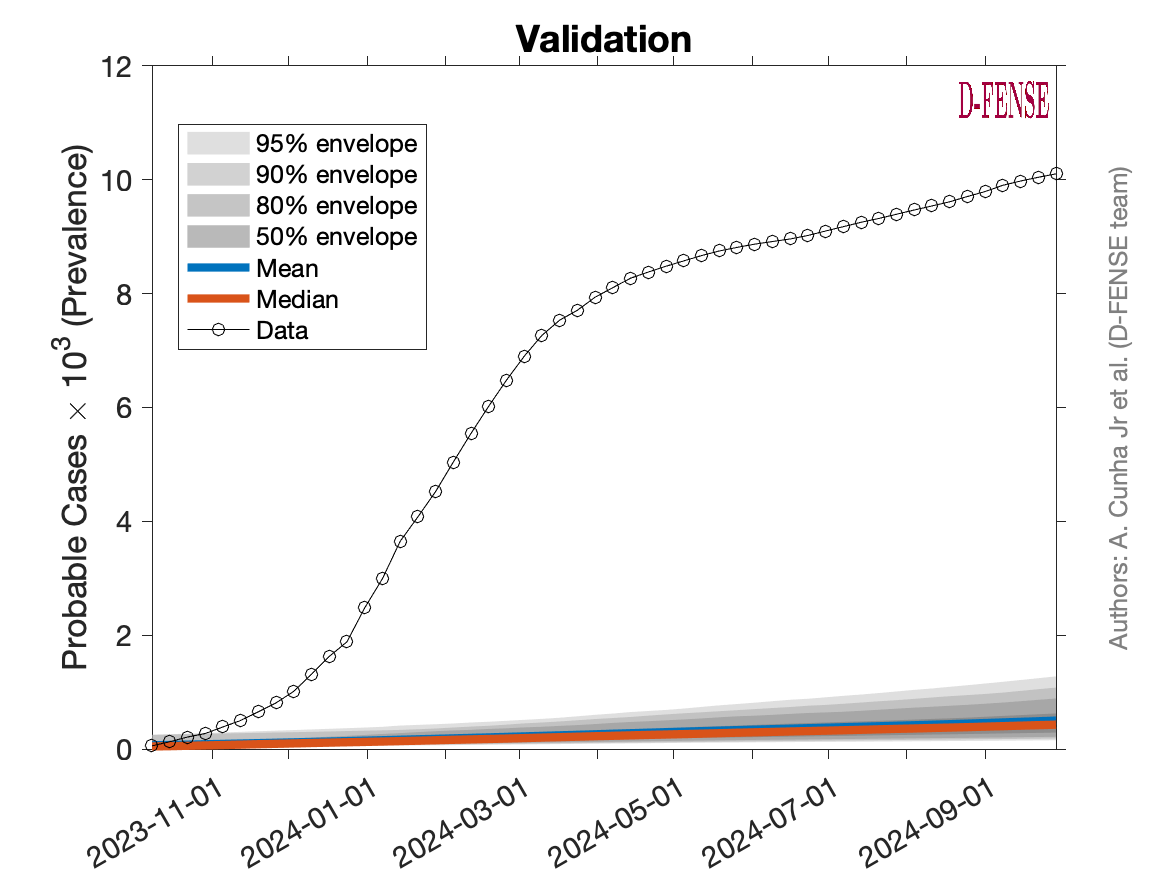 Validation
D-FENSE
95% envelope
90% envelope
80% envelope
50% envelope
Mean
Median
Data
12
10
8
6
4
2
0
Probable Cases × 10³ (Prevalence)
2023-11-01
2024-01-01
2024-03-01
2024-05-01
2024-07-01
2024-09-01
Authors: A. Cunha Jr et al. (D-FENSE team)